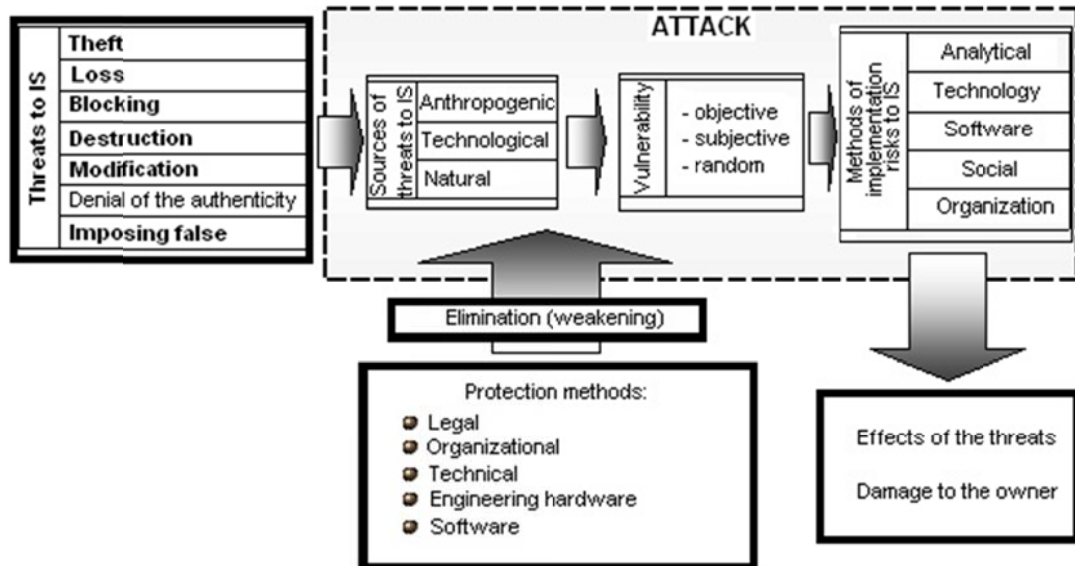 Threats to IS
Theft
Loss
Blocking
Destruction
Modification
Denial of the authenticity
Imposing false
ATTACK
Sources of
threats to IS
Anthropogenic
Technological
Natural
Vulnerability
- objective
- subjective
- random
Methods of
implementation
risks to IS
Analytical
Technology
Software
Social
Organization
Elimination (weakening)
Protection methods:
Legal
Organizational
Technical
Engineering hardware
Software
Effects of the threats
Damage to the owner